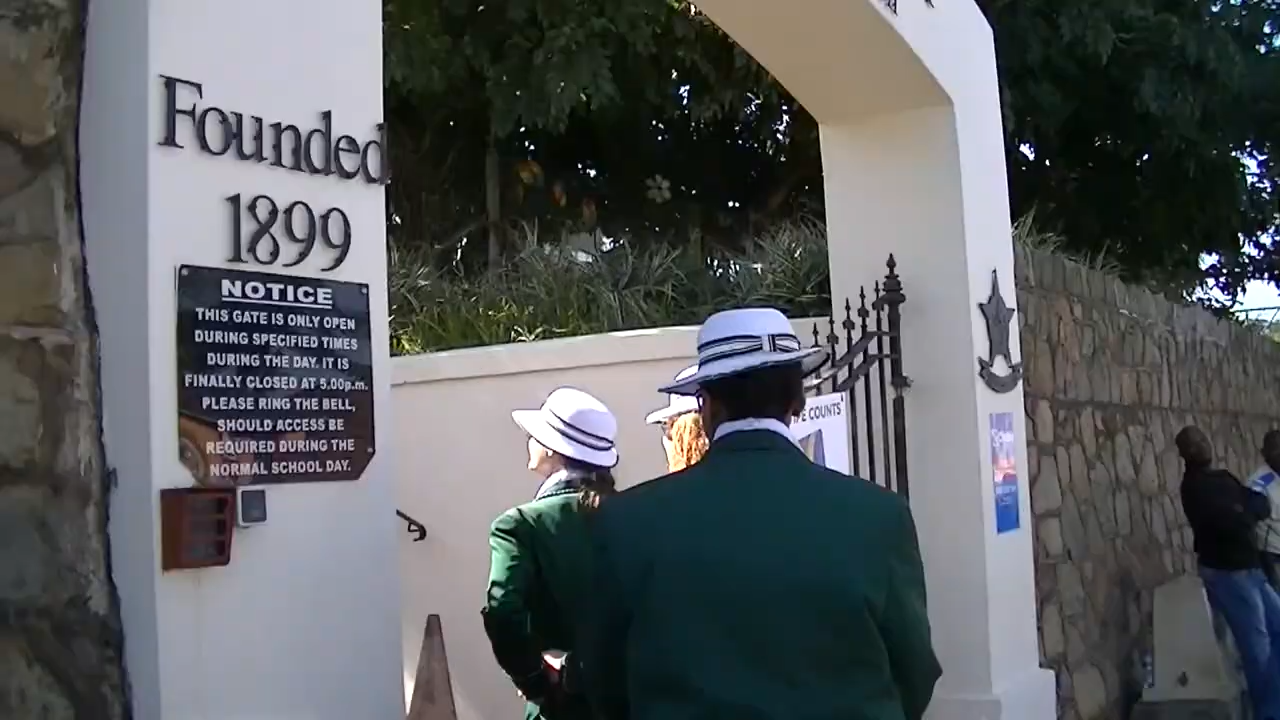 Founded
1899
NOTICE
THIS GATE IS ONLY OPEN
DURING SPECIFIED TIMES
DURING THE DAY. IT IS
FINALLY CLOSED AT 5.00p.m.
PLEASE RING THE BELL,
SHOULD ACCESS BE
REQUIRED DURING THE
NORMAL SCHOOL DAY.
COUNTS